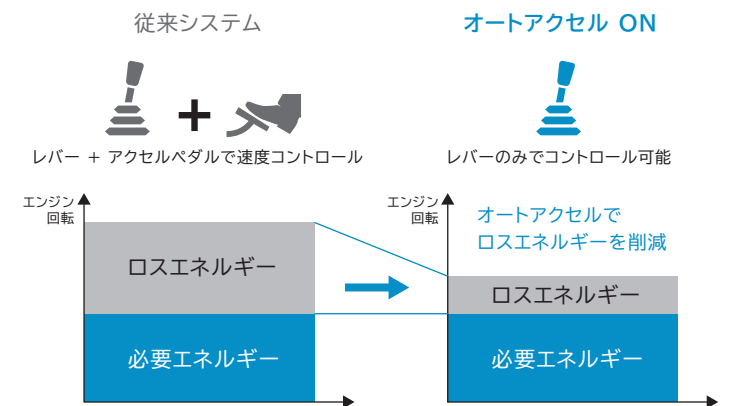 従来システム
オートアクセル ON
レバー + アクセルペダルで速度コントロール
レバーのみでコントロール可能
エンジン
回転
ロスエネルギー
必要エネルギー
エンジン
回転
オートアクセルで
ロスエネルギーを削減
ロスエネルギー
必要エネルギー